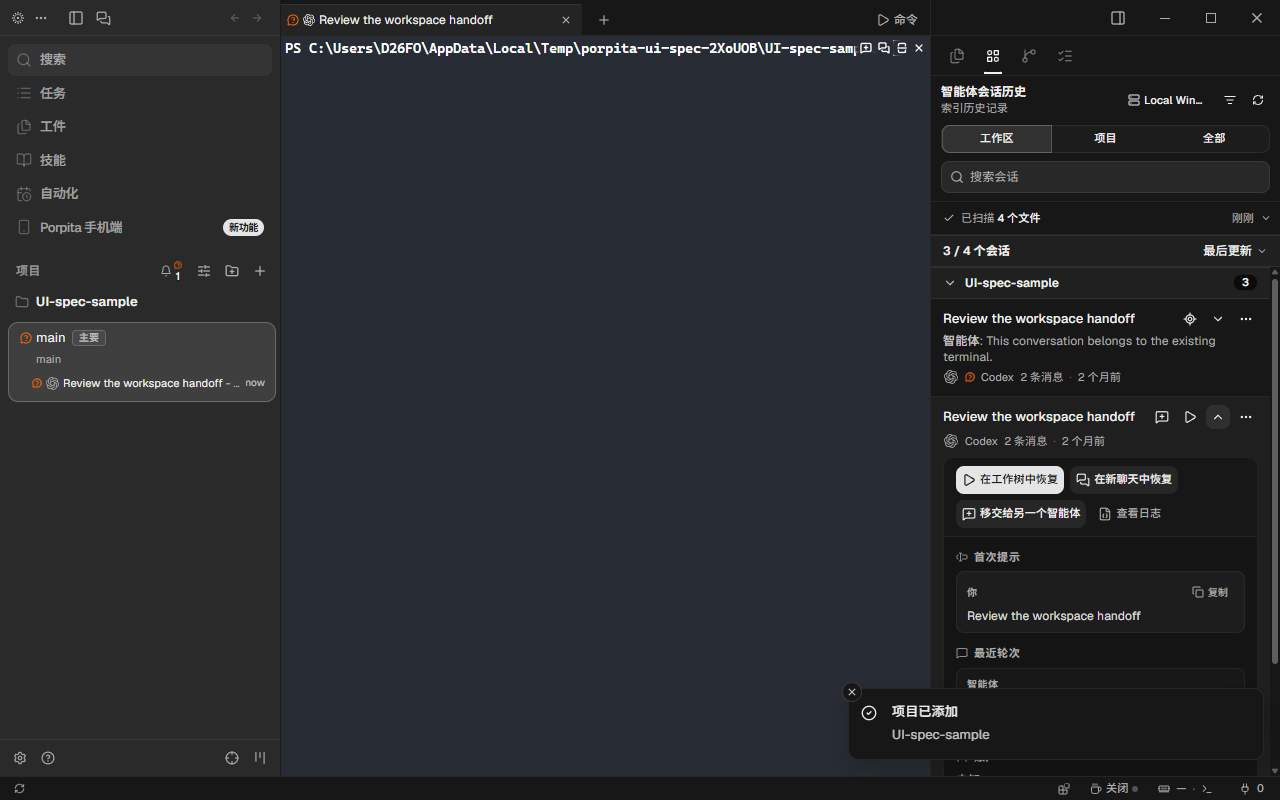 Review the workspace handoff
命令
搜索
任务
工件
技能
自动化
Porpita 手机端
新功能
项目
1
UI-spec-sample
main
主要
main
Review the workspace handoff - ...
now
PS C:\Users\D26FO\AppData\Local\Temp\porpita-ui-spec-2XoUOB\UI-spec-sam
智能体会话历史
索引历史记录
Local Win...
工作区
项目
全部
搜索会话
已扫描 4 个文件
刚刚
3 / 4 个会话
最后更新
UI-spec-sample
3
Review the workspace handoff
智能体: This conversation belongs to the existing
terminal.
Codex 2 条消息 · 2 个月前
Review the workspace handoff
Codex 2 条消息 · 2 个月前
在工作树中恢复
在新聊天中恢复
移交给另一个智能体
查看日志
首次提示
你
复制
Review the workspace handoff
最近轮次
智能体
项目已添加
UI-spec-sample
关闭
0